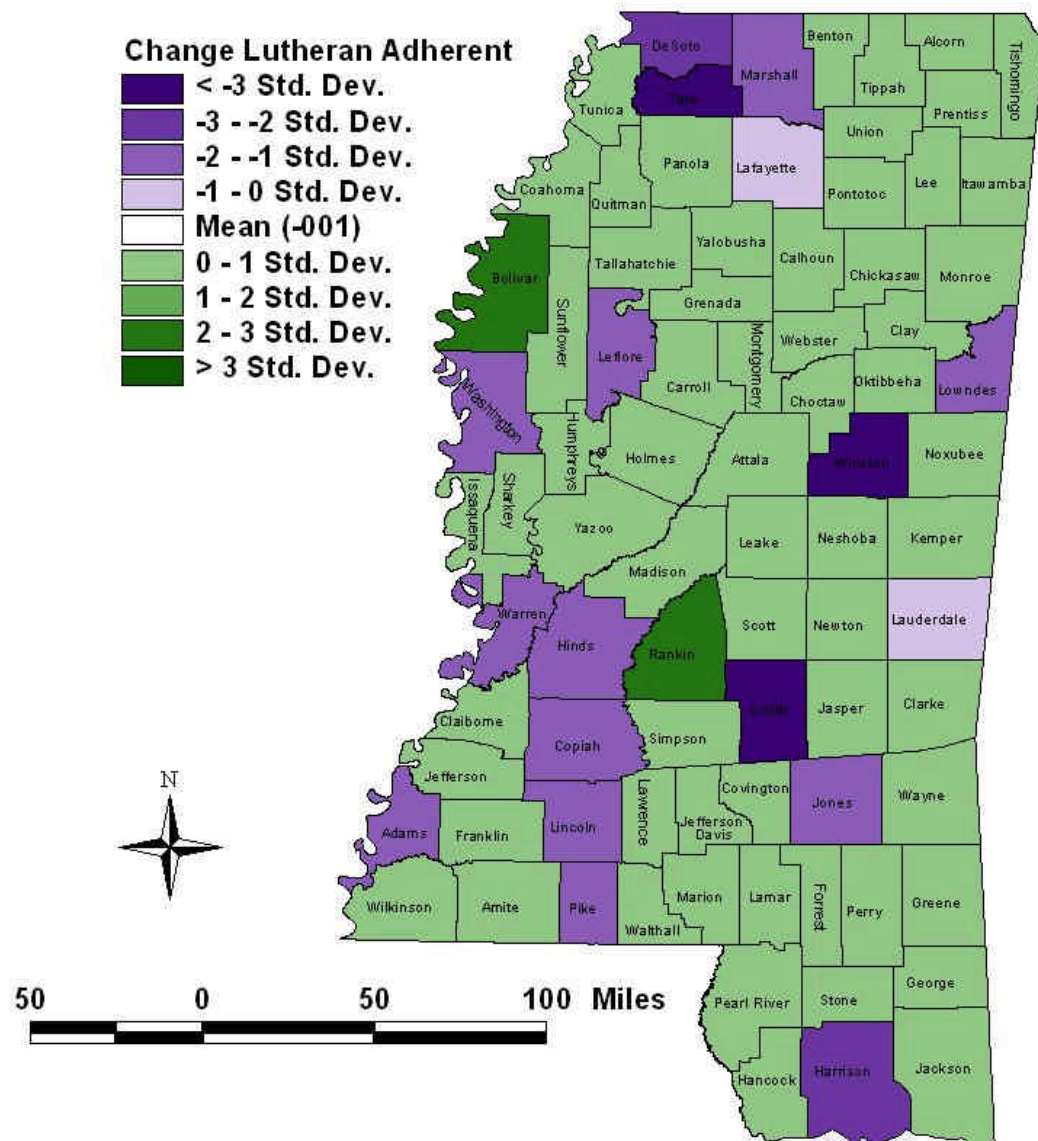 Change Lutheran Adherent
< -3 Std. Dev.
-3 - -2 Std. Dev.
-2 - -1 Std. Dev.
-1 - 0 Std. Dev.
Mean (-001)
0 - 1 Std. Dev.
1 - 2 Std. Dev.
2 - 3 Std. Dev.
> 3 Std. Dev.
DeSoto
Marshall
Benton
Tippah
Alcorn
Tishomingo
Tunica
Tate
Prentiss
Union
Panola
Lafayette
Pontotoc
Lee
Itawamba
Coahoma
Quitman
Yalobusha
Tallahatchie
Calhoun
Chickasaw
Monroe
Bolivar
Sunflower
Leflore
Grenada
Montgomery
Webster
Clay
Carroll
Choctaw
Oktibbeha
Lowndes
Washington
Humphreys
Holmes
Attala
Winston
Noxubee
Issaquena
Sharkey
Yazoo
Madison
Leake
Neshoba
Kemper
Warren
Hinds
Rankin
Scott
Newton
Lauderdale
Claiborne
Copiah
Simpson
Smith
Jasper
Clarke
Jefferson
Lincoln
Lawrence
Jefferson
Davis
Covington
Jones
Wayne
N
Adams
Franklin
Wilkinson
Amite
Pike
Walthall
Marion
Lamar
Forrest
Perry
Greene
Pearl River
Stone
George
Hancock
Harrison
Jackson
50 0 50 100 Miles